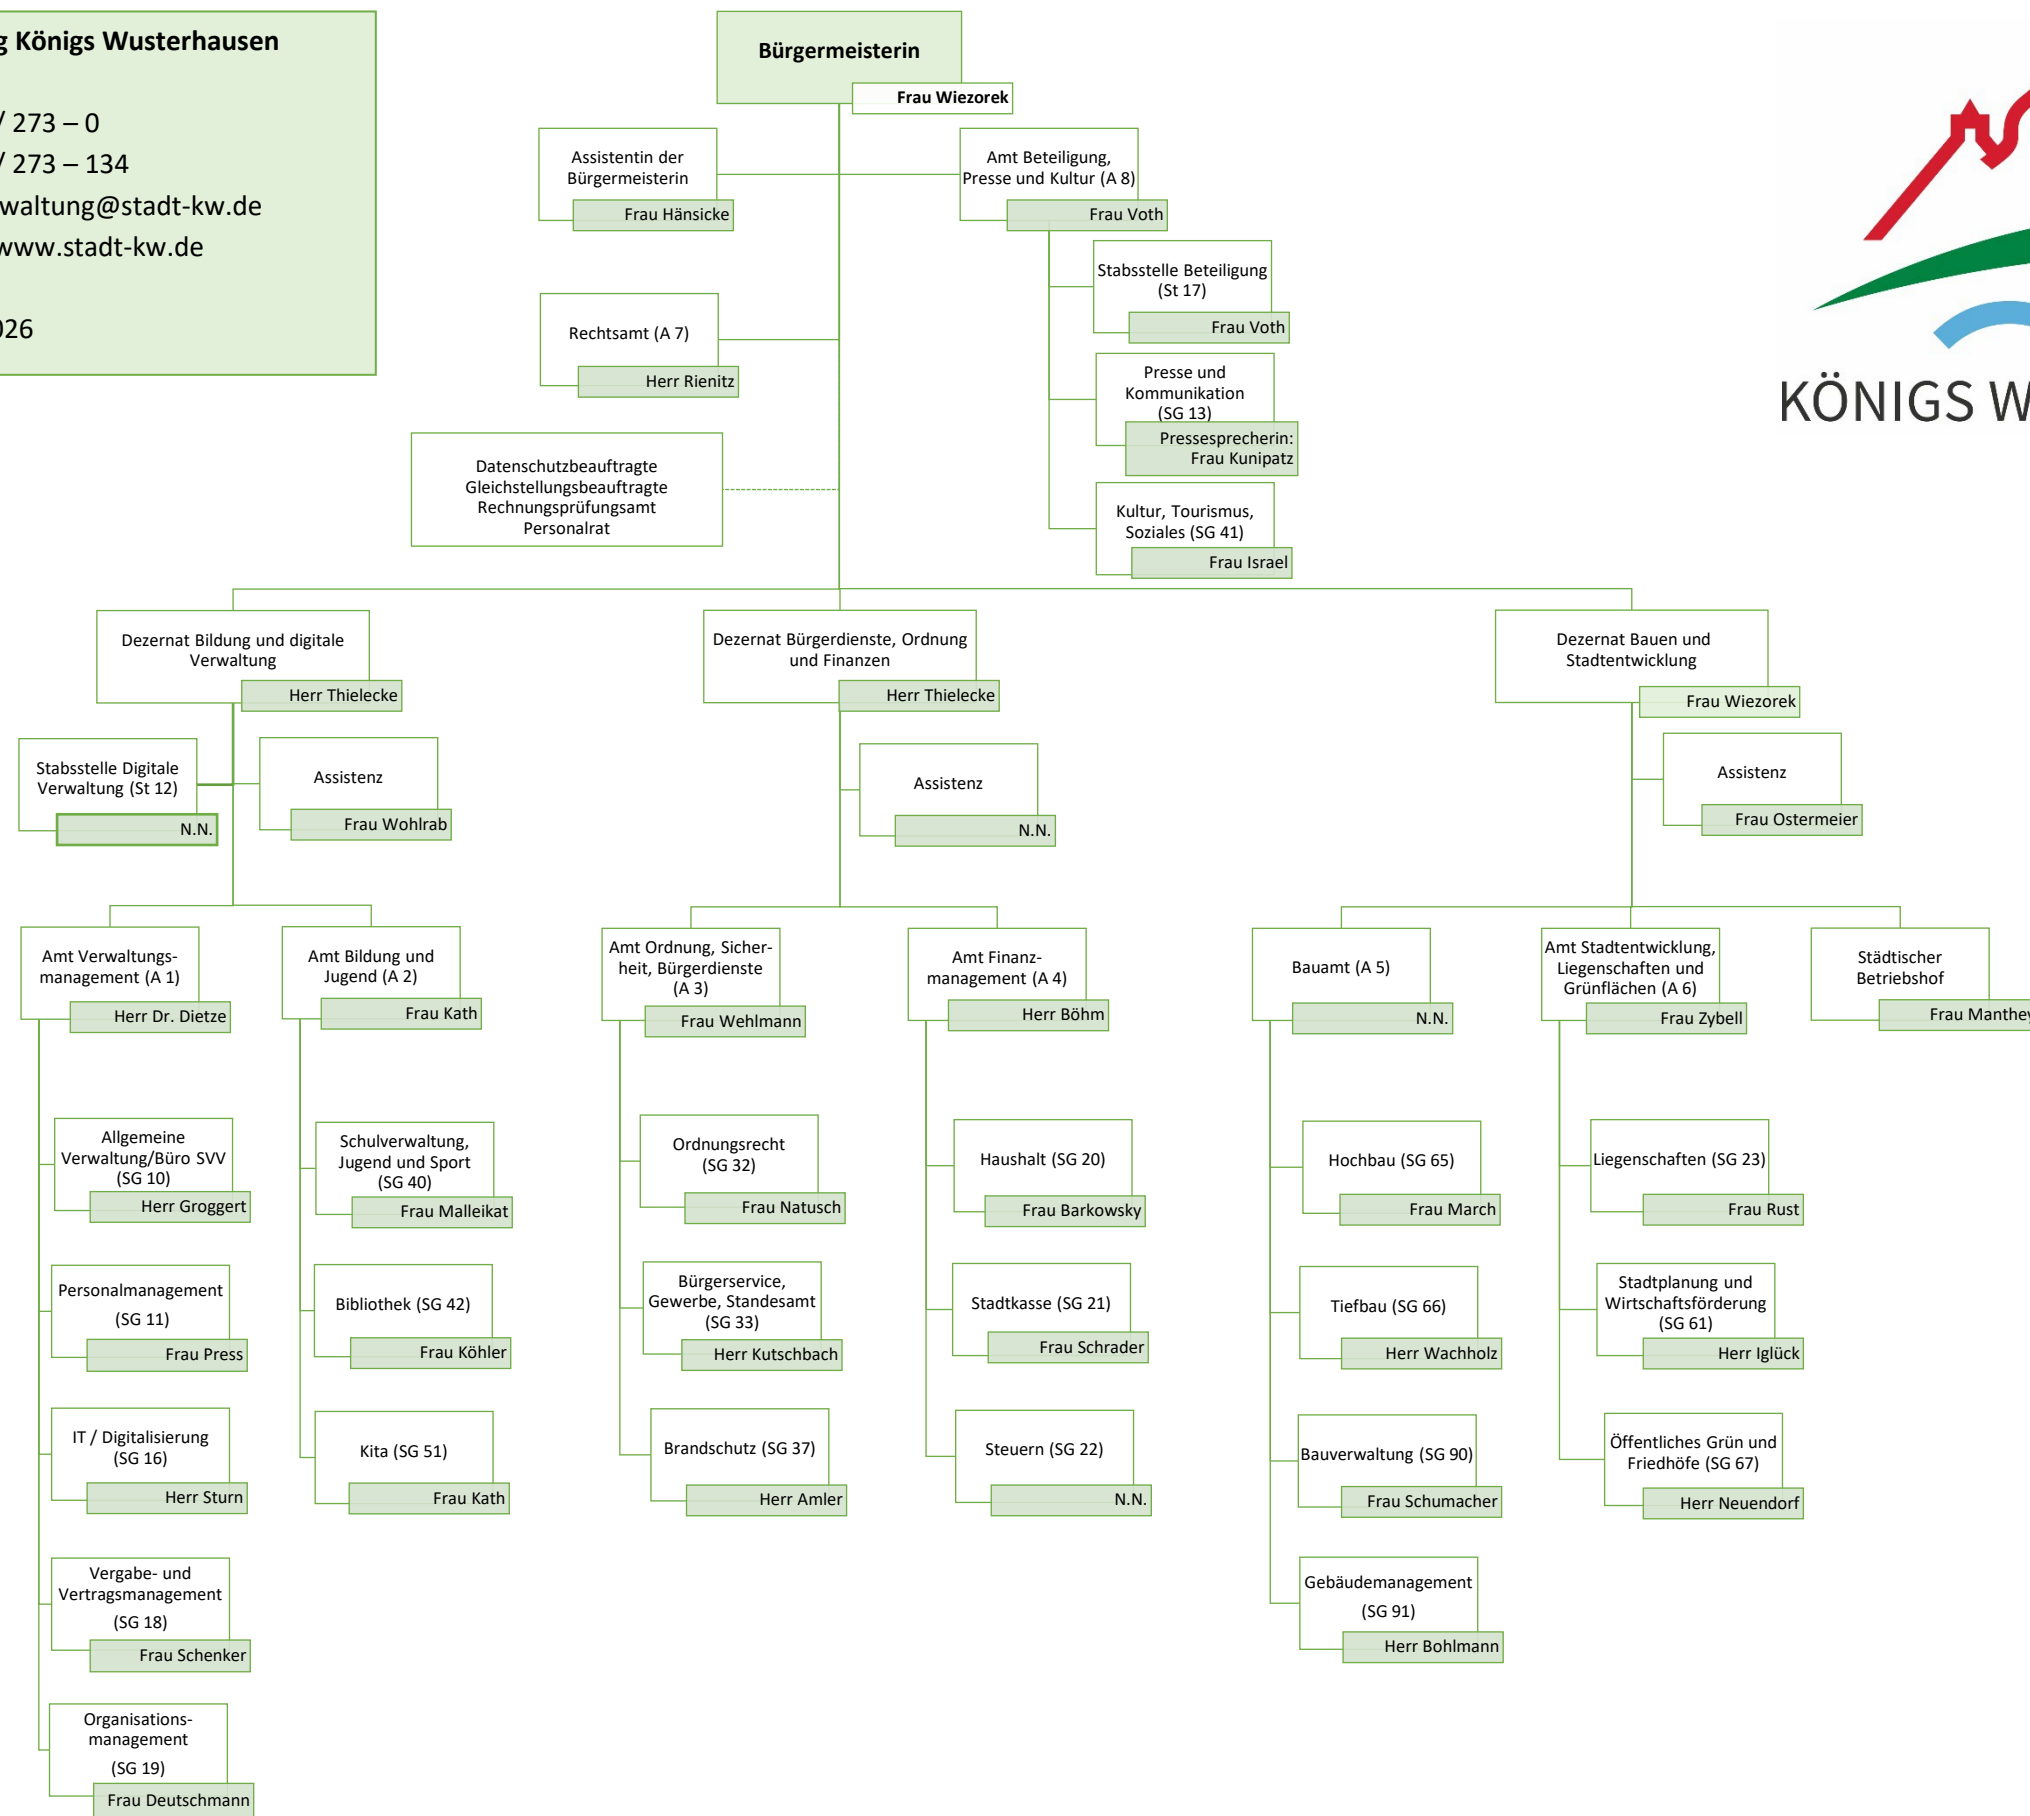 g Königs Wusterhausen
/ 273 – 0
/ 273 – 134
waltung@stadt-kw.de
www.stadt-kw.de
026
Bürgermeisterin
Frau Wiezorek
KÖNIGS W
Assistentin der
Bürgermeisterin
Frau Hänsicke
Amt Beteiligung,
Presse und Kultur (A 8)
Frau Voth
Stabsstelle Beteiligung
(St 17)
Frau Voth
Rechtsamt (A 7)
Herr Rienitz
Presse und
Kommunikation
(SG 13)
Pressesprecherin:
Frau Kunipatz
Datenschutzbeauftragte
Gleichstellungsbeauftragte
Rechnungsprüfungsamt
Personalrat
Kultur, Tourismus,
Soziales (SG 41)
Frau Israel
Dezernat Bildung und digitale
Verwaltung
Herr Thielecke
Dezernat Bürgerdienste, Ordnung
und Finanzen
Herr Thielecke
Dezernat Bauen und
Stadtentwicklung
Frau Wiezorek
Stabsstelle Digitale
Verwaltung (St 12)
N.N.
Assistenz
Frau Wohlrab
Assistenz
N.N.
Assistenz
Frau Ostermeier
Amt Verwaltungs-
management (A 1)
Herr Dr. Dietze
Amt Bildung und
Jugend (A 2)
Frau Kath
Amt Ordnung, Sicher-
heit, Bürgerdienste
(A 3)
Frau Wehlmann
Amt Finanz-
management (A 4)
Herr Böhm
Bauamt (A 5)
N.N.
Amt Stadtentwicklung,
Liegenschaften und
Grünflächen (A 6)
Frau Zybell
Städtischer
Betriebshof
Frau Manthey
Allgemeine
Verwaltung/Büro SVV
(SG 10)
Herr Groggert
Schulverwaltung,
Jugend und Sport
(SG 40)
Frau Malleikat
Ordnungsrecht
(SG 32)
Frau Natusch
Haushalt (SG 20)
Frau Barkowsky
Hochbau (SG 65)
Frau March
Liegenschaften (SG 23)
Frau Rust
Personalmanagement
(SG 11)
Frau Press
Bibliothek (SG 42)
Frau Köhler
Bürgerservice,
Gewerbe, Standesamt
(SG 33)
Herr Kutschbach
Stadtkasse (SG 21)
Frau Schrader
Tiefbau (SG 66)
Herr Wachholz
Stadtplanung und
Wirtschaftsförderung
(SG 61)
Herr Iglück
IT / Digitalisierung
(SG 16)
Herr Sturn
Kita (SG 51)
Frau Kath
Brandschutz (SG 37)
Herr Amler
Steuern (SG 22)
N.N.
Bauverwaltung (SG 90)
Frau Schumacher
Öffentliches Grün und
Friedhöfe (SG 67)
Herr Neuendorf
Vergabe- und
Vertragsmanagement
(SG 18)
Frau Schenker
Gebäudemanagement
(SG 91)
Herr Bohlmann
Organisations-
management
(SG 19)
Frau Deutschmann